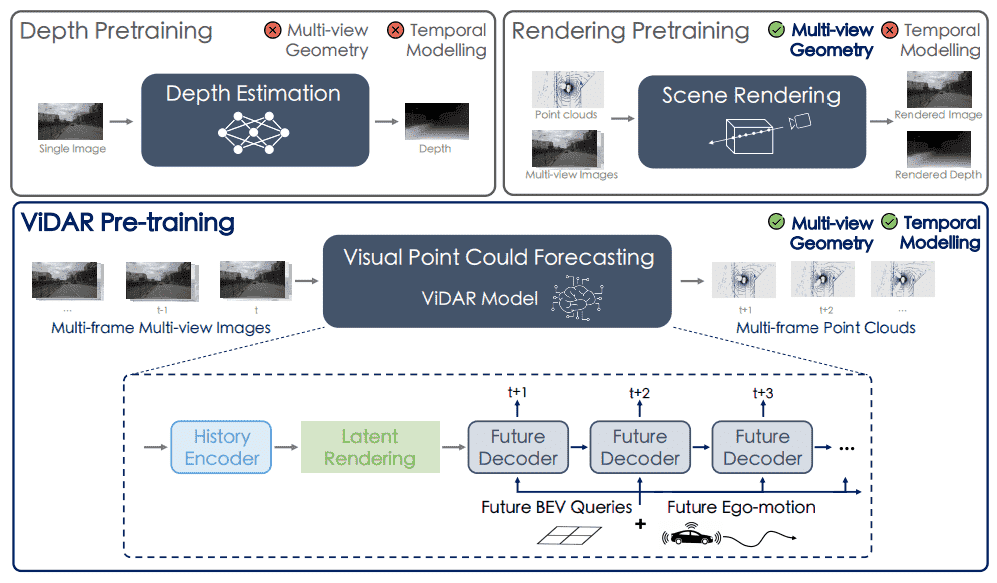 Depth Pretraining
Multi-view
Geometry
Temporal
Modelling
Single Image
Depth Estimation
Depth
Rendering Pretraining
Multi-view
Geometry
Temporal
Modelling
Point clouds
Multi-view Images
Scene Rendering
Rendered Image
Rendered Depth
ViDAR Pre-training
Multi-view
Geometry
Temporal
Modelling
... t-1 t
Multi-frame Multi-view Images
Visual Point Could Forecasting
ViDAR Model
t+1 t+2 ...
Multi-frame Point Clouds
t+1 t+2 t+3
History
Encoder
Latent
Rendering
Future
Decoder
Future
Decoder
Future
Decoder
...
Future BEV Queries + Future Ego-motion